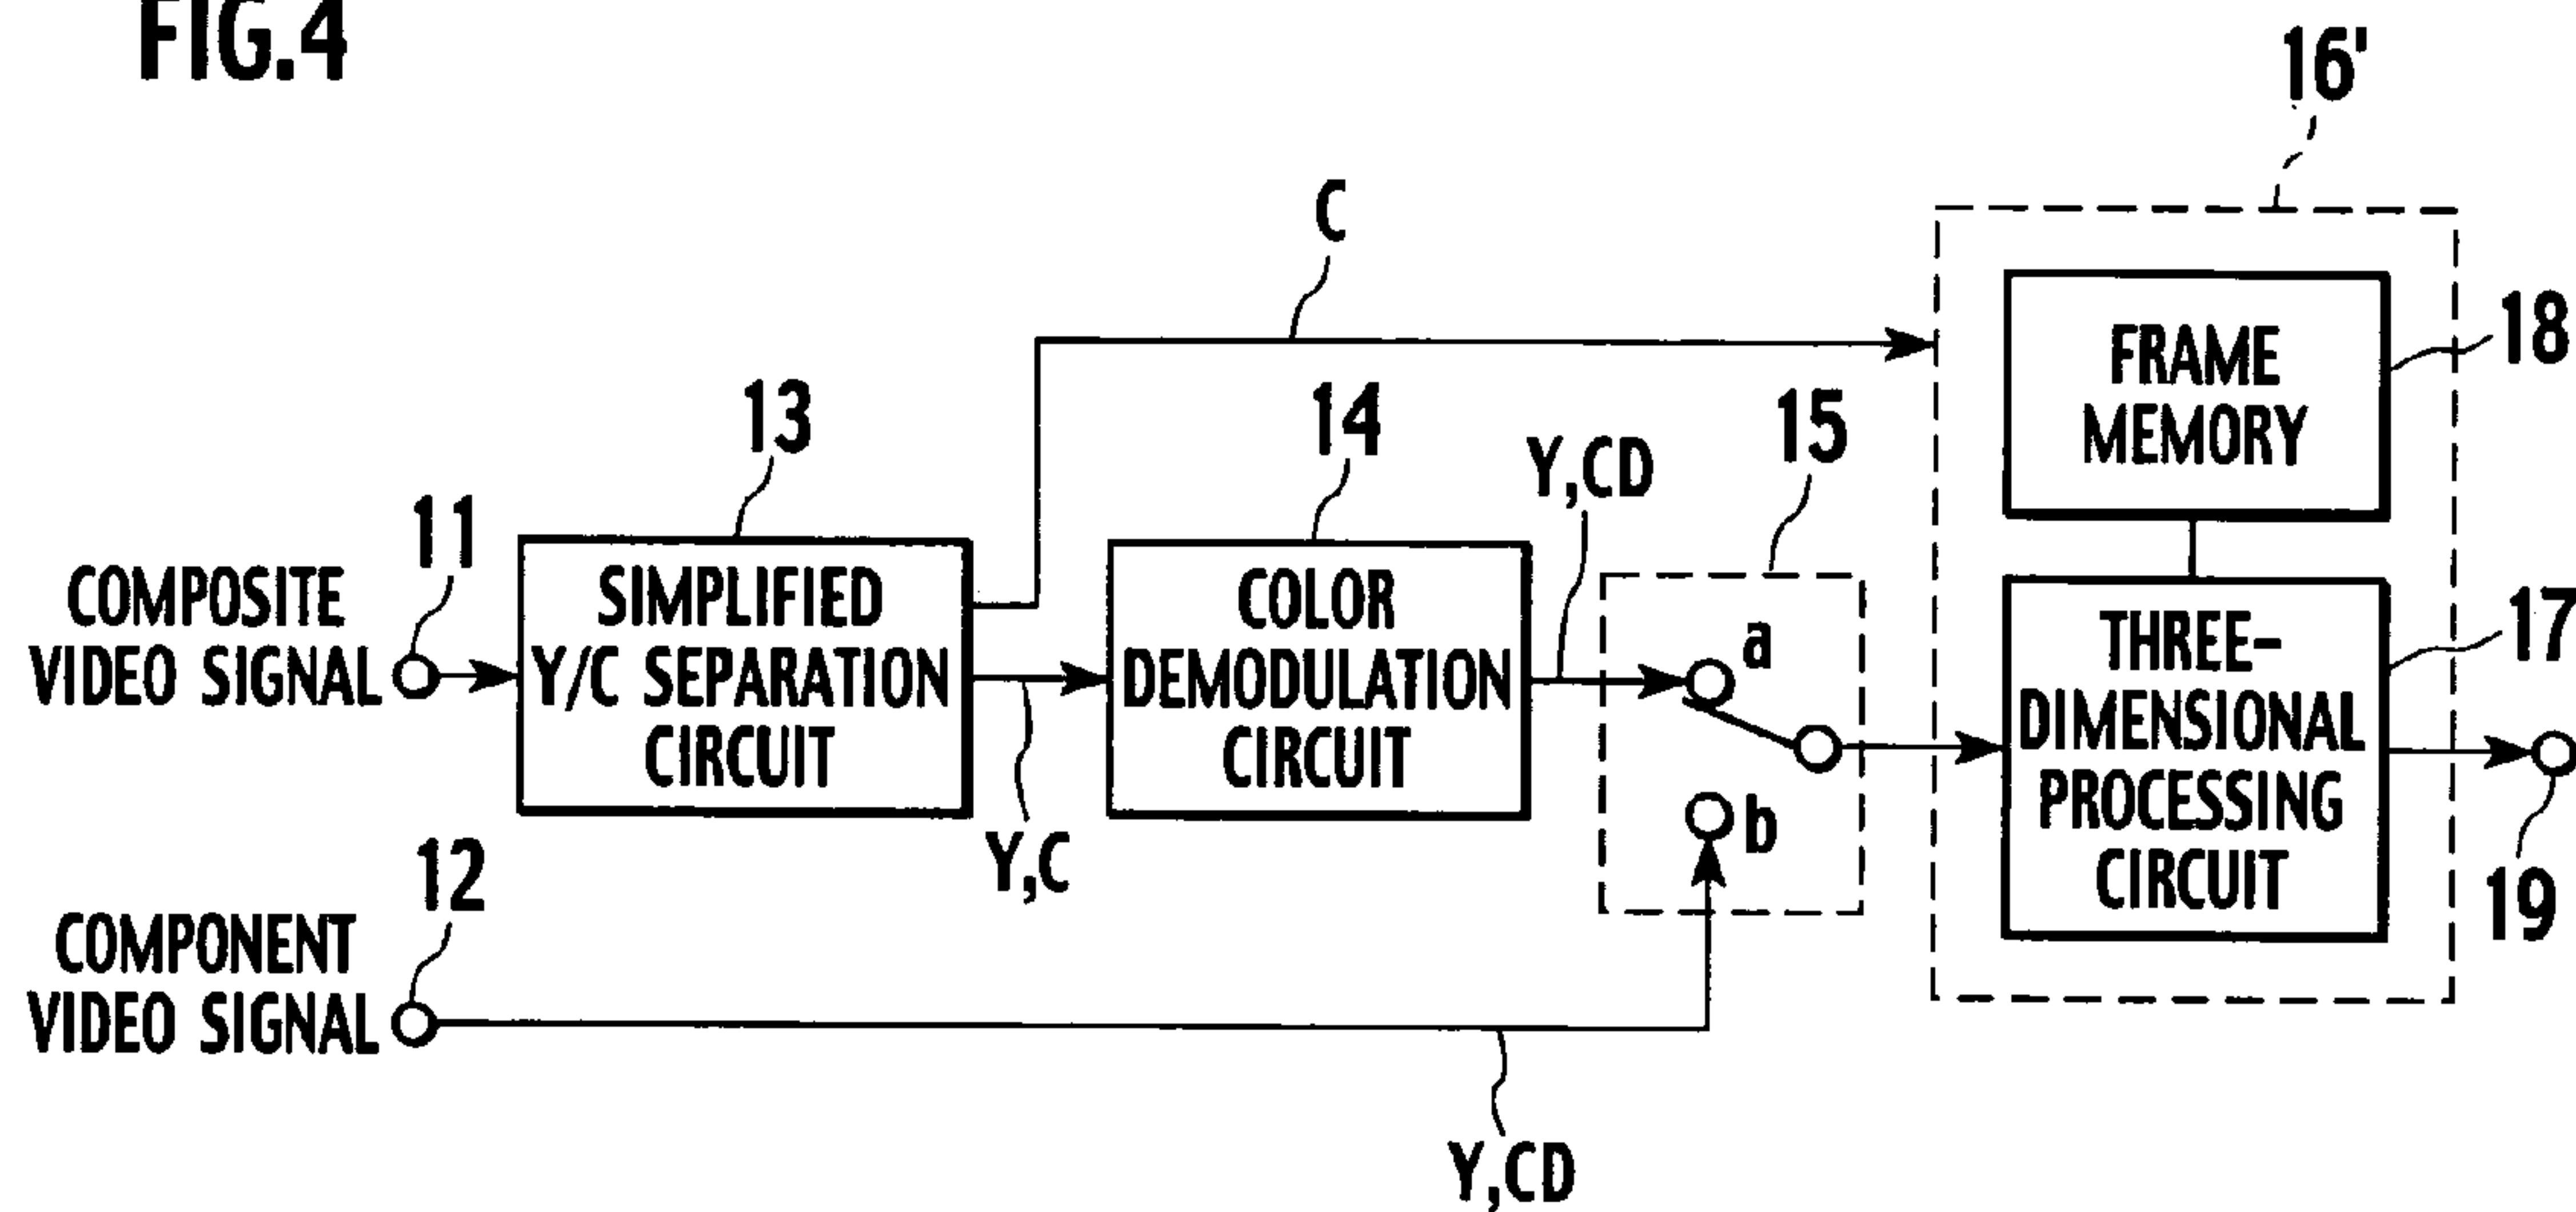 FIG.4
16'
C
FRAME
MEMORY
18
13
14
15
Y,CD
11
COMPOSITE
VIDEO SIGNAL
SIMPLIFIED
Y/C SEPARATION
CIRCUIT
COLOR
DEMODULATION
CIRCUIT
a
b
THREE-
DIMENSIONAL
PROCESSING
CIRCUIT
17
Y,C
19
12
COMPONENT
VIDEO SIGNAL
Y,CD